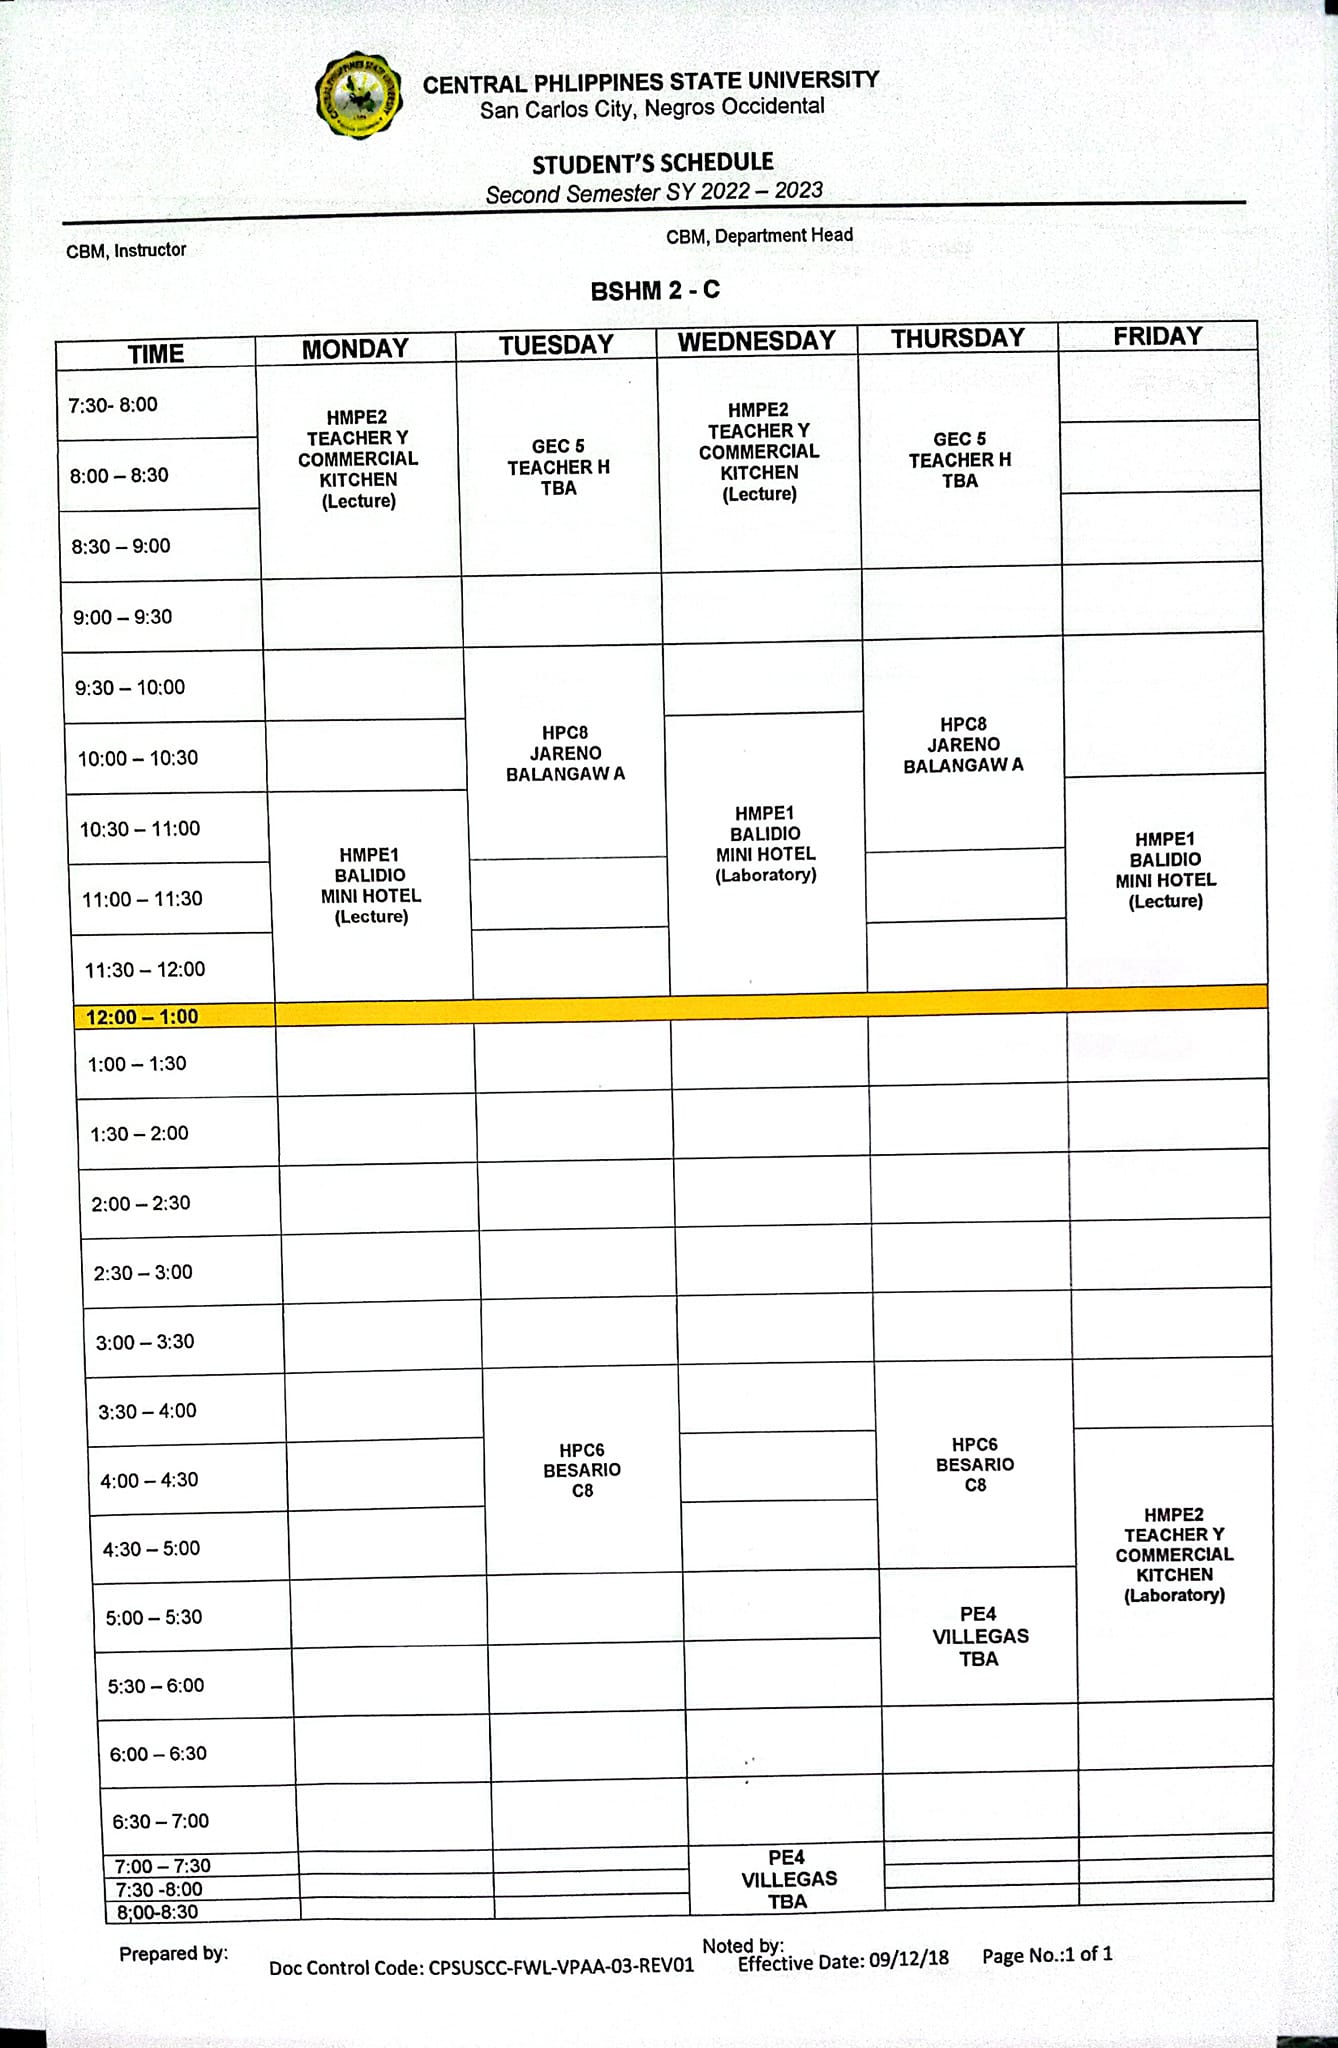 CENTRAL PHLIPPINES STATE UNIVERSITY
San Carlos City, Negros Occidental
STUDENT'S SCHEDULE
Second Semester SY 2022 – 2023
CBM, Instructor
CBM, Department Head
BSHM 2 - C
TIME MONDAY TUESDAY WEDNESDAY THURSDAY FRIDAY
7:30- 8:00
8:00 – 8:30
8:30 – 9:00
HMPE2
TEACHER Y
COMMERCIAL
KITCHEN
(Lecture)
GEC 5
TEACHER H
TBA
HMPE2
TEACHER Y
COMMERCIAL
KITCHEN
(Lecture)
GEC 5
TEACHER H
TBA
9:00 – 9:30
9:30 – 10:00
10:00 – 10:30
10:30 – 11:00
11:00 – 11:30
11:30 – 12:00
HMPE1
BALIDIO
MINI HOTEL
(Lecture)
HPC8
JARENO
BALANGAW A
HMPE1
BALIDIO
MINI HOTEL
(Laboratory)
HPC8
JARENO
BALANGAW A
HMPE1
BALIDIO
MINI HOTEL
(Lecture)
12:00 – 1:00
1:00 – 1:30
1:30 – 2:00
2:00 – 2:30
2:30 – 3:00
3:00 – 3:30
3:30 – 4:00
4:00 – 4:30
4:30 – 5:00
HPC6
BESARIO
C8
HPC6
BESARIO
C8
HMPE2
TEACHER Y
COMMERCIAL
KITCHEN
(Laboratory)
5:00 – 5:30
5:30 – 6:00
PE4
VILLEGAS
TBA
6:00 – 6:30
6:30 – 7:00
7:00 – 7:30
7:30 -8:00
8;00-8:30
PE4
VILLEGAS
TBA
Prepared by:
Noted by:
Doc Control Code: CPSUSCC-FWL-VPAA-03-REV01 Effective Date: 09/12/18 Page No.:1 of 1